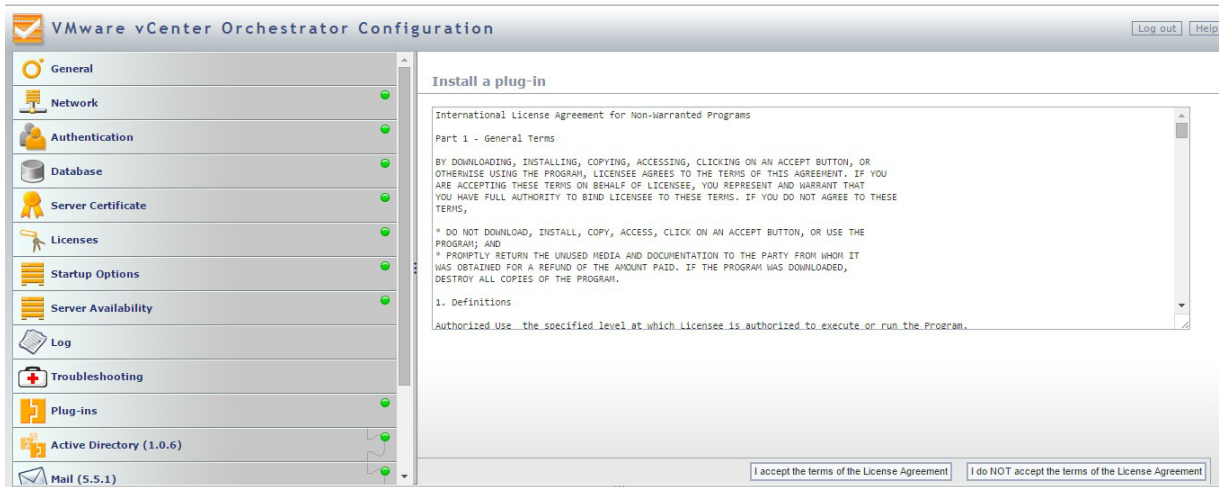 VMware vCenter Orchestrator Configuration
Log out
Help
General
Network
Authentication
Database
Server Certificate
Licenses
Startup Options
Server Availability
Log
Troubleshooting
Plug-ins
Active Directory (1.0.6)
Mail (5.5.1)
Install a plug-in
International License Agreement for Non-Warranted Programs
Part 1 - General Terms
BY DOWNLOADING, INSTALLING, COPYING, ACCESSING, CLICKING ON AN ACCEPT BUTTON, OR
OTHERWISE USING THE PROGRAM, LICENSEE AGREES TO THE TERMS OF THIS AGREEMENT. IF YOU
ARE ACCEPTING THESE TERMS ON BEHALF OF LICENSEE, YOU REPRESENT AND WARRANT THAT
YOU HAVE FULL AUTHORITY TO BIND LICENSEE TO THESE TERMS. IF YOU DO NOT AGREE TO THESE
TERMS,
* DO NOT DOWNLOAD, INSTALL, COPY, ACCESS, CLICK ON AN ACCEPT BUTTON, OR USE THE
PROGRAM; AND
* PROMPTLY RETURN THE UNUSED MEDIA AND DOCUMENTATION TO THE PARTY FROM WHOM IT
WAS OBTAINED FOR A REFUND OF THE AMOUNT PAID. IF THE PROGRAM WAS DOWNLOADED,
DESTROY ALL COPIES OF THE PROGRAM.
1. Definitions
Authorized Use  the specified level at which Licensee is authorized to execute or run the Program.
I accept the terms of the License Agreement
I do NOT accept the terms of the License Agreement